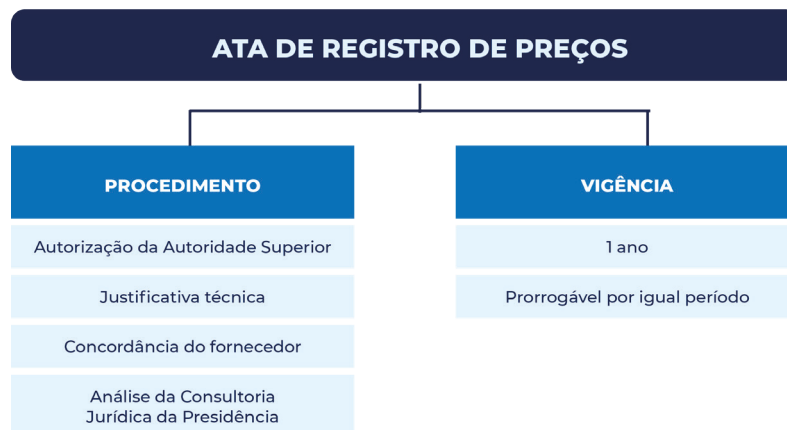 ATA DE REGISTRO DE PREÇOS
PROCEDIMENTO
Autorização da Autoridade Superior
Justificativa técnica
Concordância do fornecedor
Análise da Consultoria
Jurídica da Presidência
VIGÊNCIA
1 ano
Prorrogável por igual período